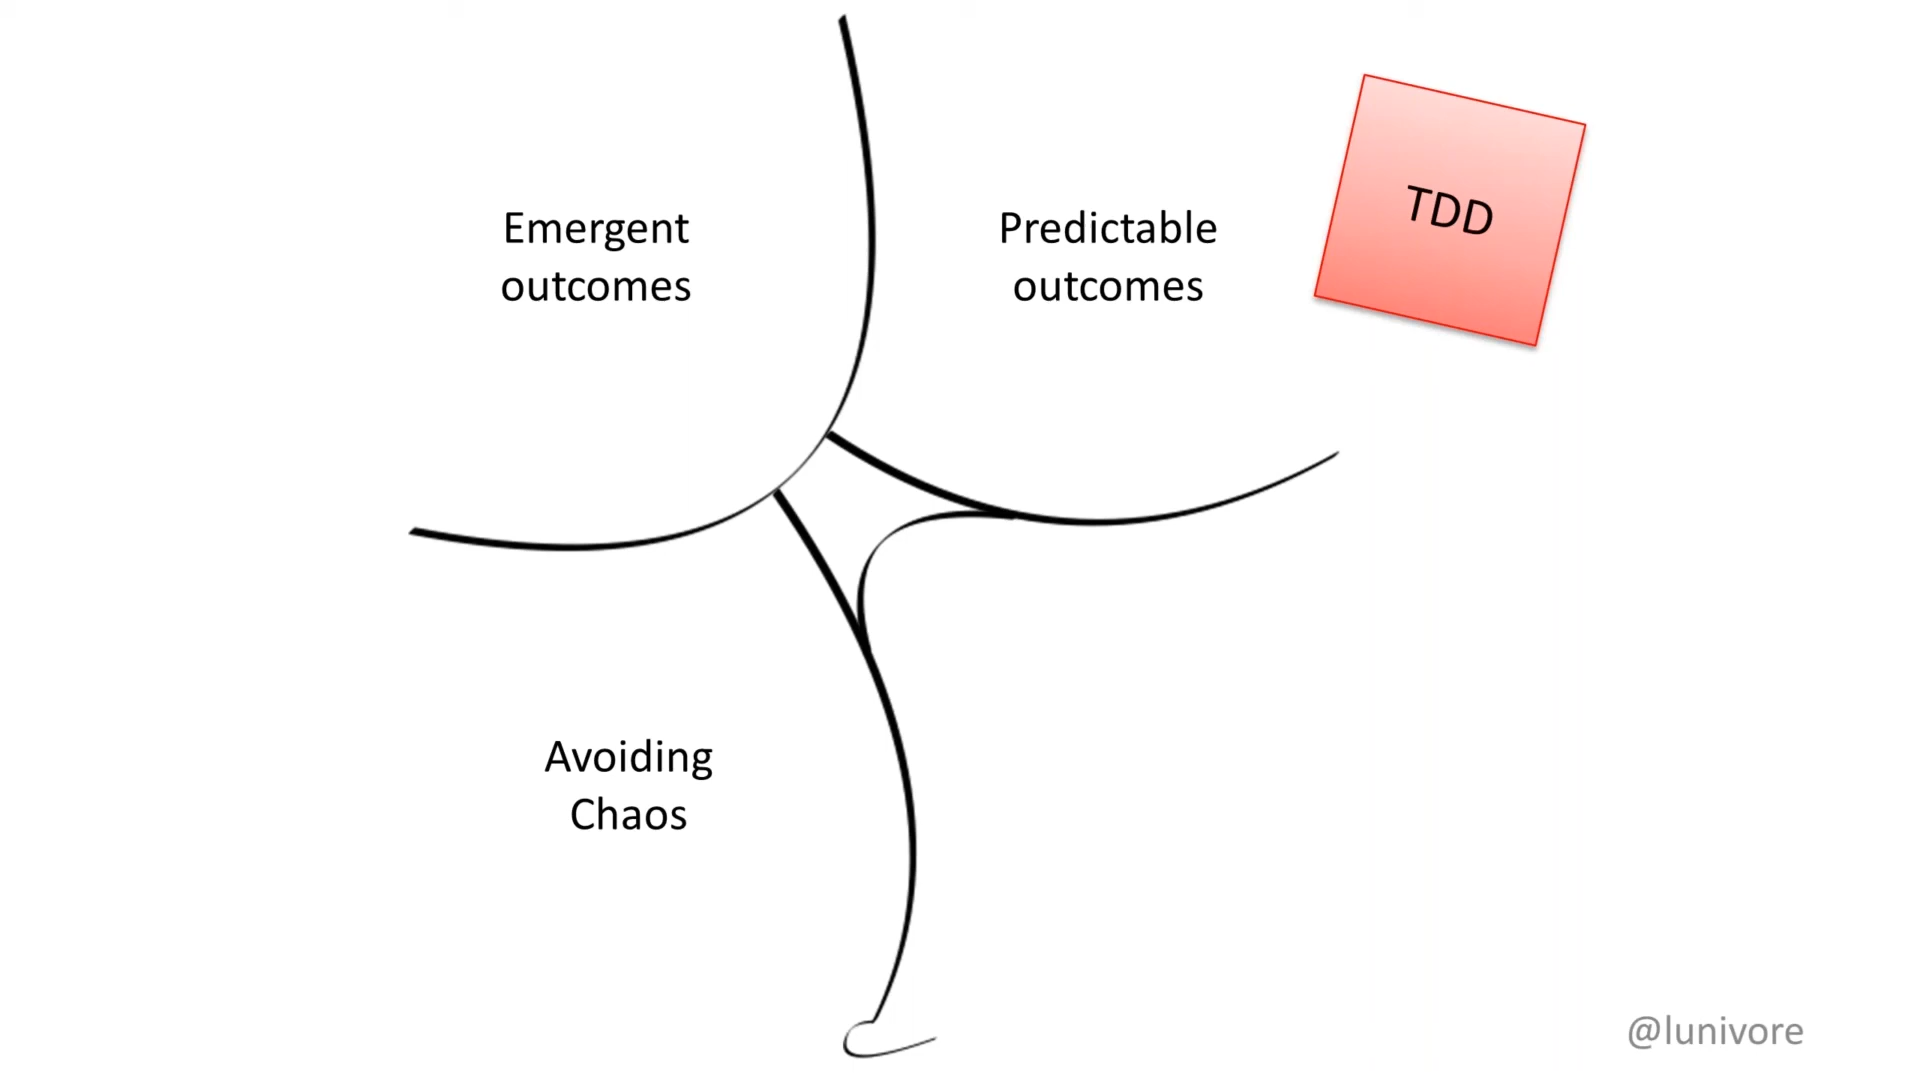 Emergent
outcomes
Predictable
outcomes
TDD
Avoiding
Chaos
@lunivore